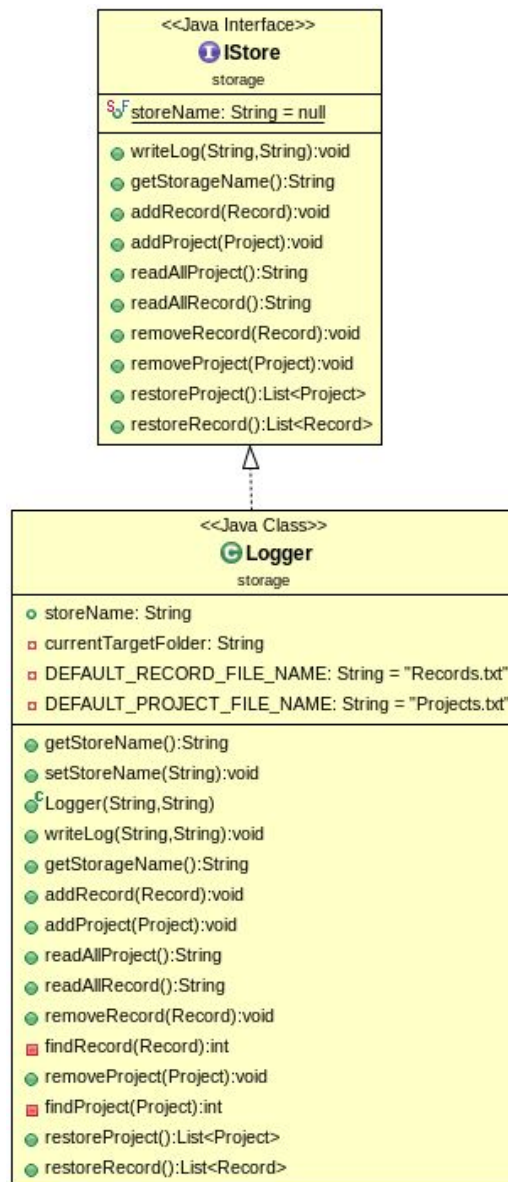 <<Java Interface>>
I IStore
storage
S F storeName: String = null
writeLog(String,String):void
getStorageName():String
addRecord(Record):void
addProject(Project):void
readAllProject():String
readAllRecord():String
removeRecord(Record):void
removeProject(Project):void
restoreProject():List<Project>
restoreRecord():List<Record>
<<Java Class>>
C Logger
storage
storeName: String
currentTargetFolder: String
DEFAULT_RECORD_FILE_NAME: String = "Records.txt"
DEFAULT_PROJECT_FILE_NAME: String = "Projects.txt"
getStoreName():String
setStoreName(String):void
C Logger(String,String)
writeLog(String,String):void
getStorageName():String
addRecord(Record):void
addProject(Project):void
readAllProject():String
readAllRecord():String
removeRecord(Record):void
findRecord(Record):int
removeProject(Project):void
findProject(Project):int
restoreProject():List<Project>
restoreRecord():List<Record>